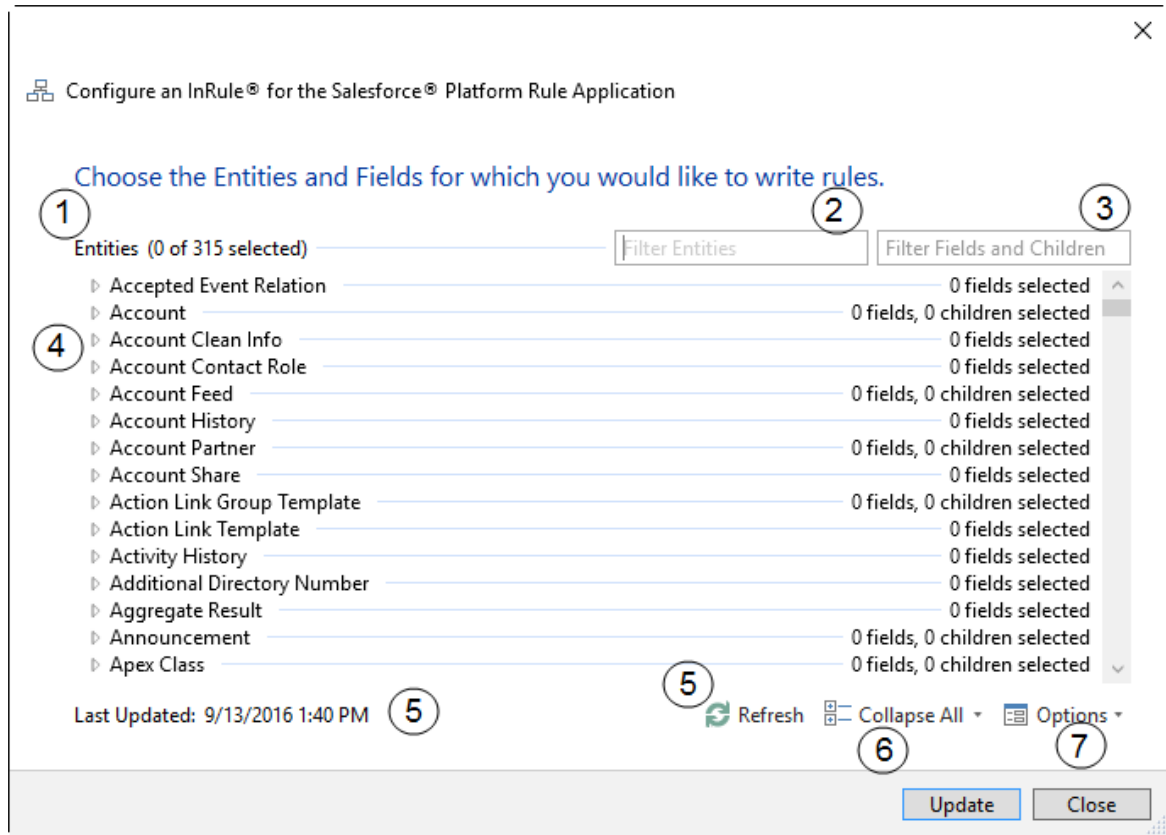 Configure an InRule® for the Salesforce® Platform Rule Application
Choose the Entities and Fields for which you would like to write rules.
1 2 3
Entities (0 of 315 selected) Filter Entities Filter Fields and Children
Accepted Event Relation 0 fields selected
Account 0 fields, 0 children selected
4 Account Clean Info 0 fields selected
Account Contact Role 0 fields selected
Account Feed 0 fields, 0 children selected
Account History 0 fields selected
Account Partner 0 fields, 0 children selected
Account Share 0 fields selected
Action Link Group Template 0 fields, 0 children selected
Action Link Template 0 fields selected
Activity History 0 fields selected
Additional Directory Number 0 fields selected
Aggregate Result 0 fields selected
Announcement 0 fields, 0 children selected
Apex Class 0 fields, 0 children selected
5
Last Updated: 9/13/2016 1:40 PM 5 Refresh Collapse All Options
6 7
Update Close